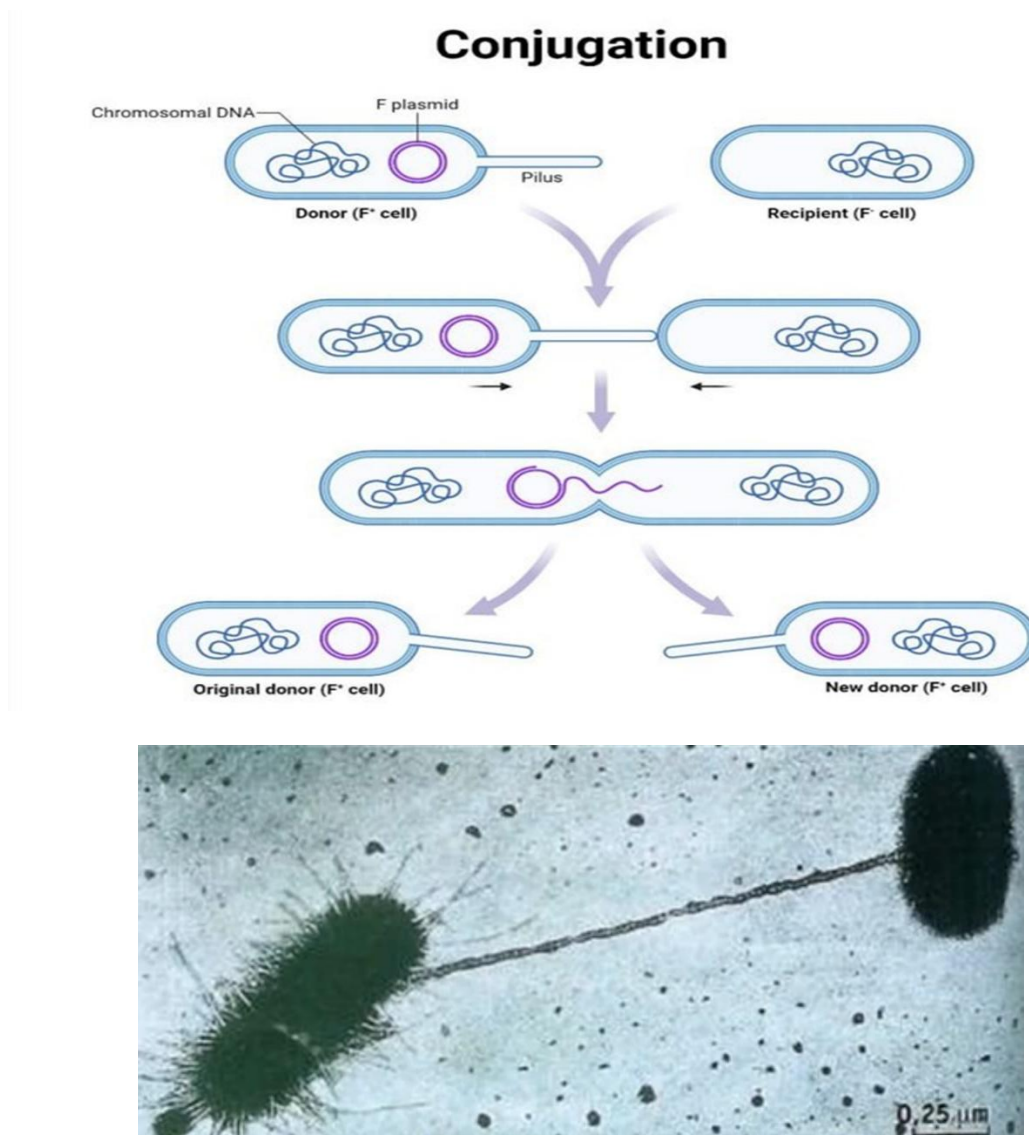 Conjugation
Chromosomal DNA
F plasmid
Pilus
Donor (F⁺ cell)
Recipient (F⁻ cell)
Original donor (F⁺ cell)
New donor (F⁺ cell)
0.25 µm